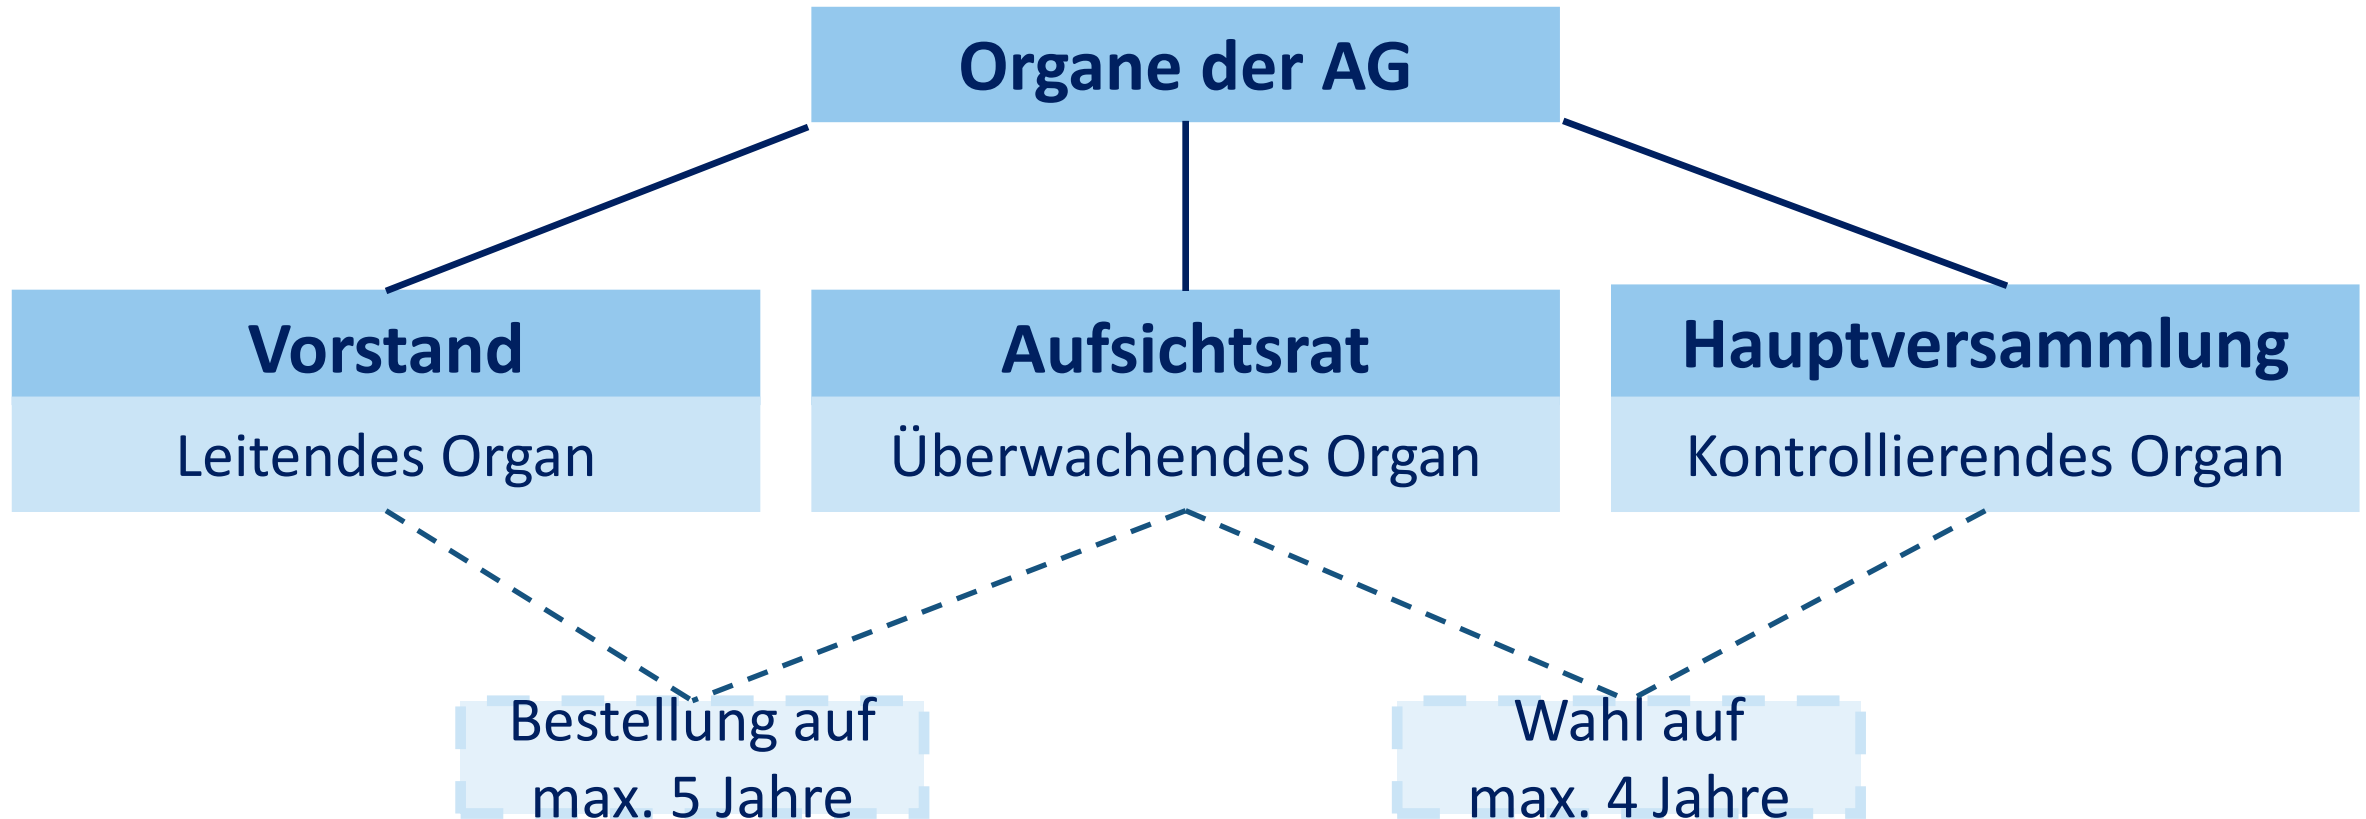 Organe der AG
Vorstand
Leitendes Organ
Aufsichtsrat
Überwachendes Organ
Hauptversammlung
Kontrollierendes Organ
Bestellung auf
max. 5 Jahre
Wahl auf
max. 4 Jahre